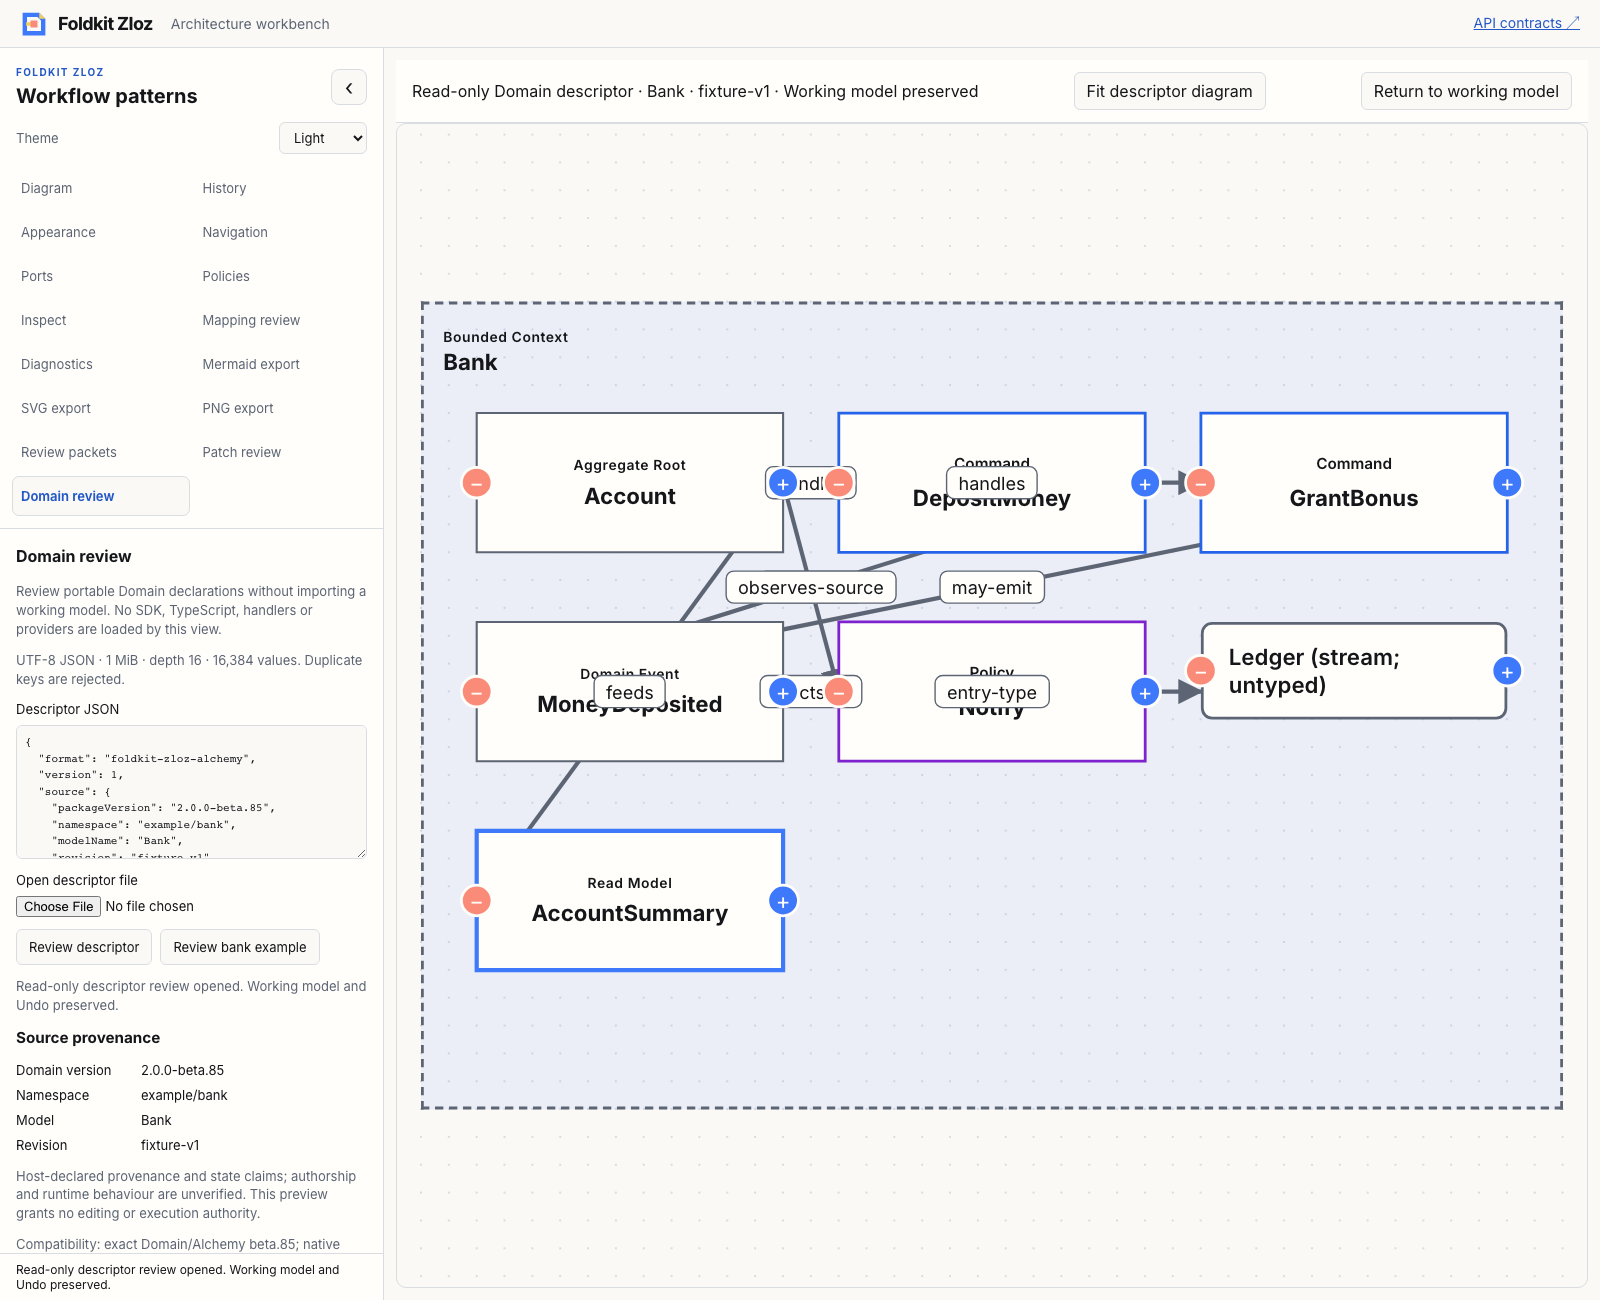 Foldkit Zloz
Architecture workbench
API contracts ↗
FOLDKIT ZLOZ
Workflow patterns
Theme
Light
Diagram
History
Appearance
Navigation
Ports
Policies
Inspect
Mapping review
Diagnostics
Mermaid export
SVG export
PNG export
Review packets
Patch review
Domain review
Domain review
Review portable Domain declarations without importing a
working model. No SDK, TypeScript, handlers or
providers are loaded by this view.
UTF-8 JSON · 1 MiB · depth 16 · 16,384 values. Duplicate
keys are rejected.
Descriptor JSON
{
"format": "foldkit-zloz-alchemy",
"version": 1,
"source": {
"packageVersion": "2.0.0-beta.85",
"namespace": "example/bank",
"modelName": "Bank",
"revision": "fixture-v1"
Open descriptor file
Choose File No file chosen
Review descriptor
Review bank example
Read-only descriptor review opened. Working model and
Undo preserved.
Source provenance
Domain version 2.0.0-beta.85
Namespace example/bank
Model Bank
Revision fixture-v1
Host-declared provenance and state claims; authorship
and runtime behaviour are unverified. This preview
grants no editing or execution authority.
Compatibility: exact Domain/Alchemy beta.85; native
Read-only descriptor review opened. Working model and
Undo preserved.
Read-only Domain descriptor · Bank · fixture-v1 · Working model preserved
Fit descriptor diagram
Return to working model
Bounded Context
Bank
Aggregate Root
Account
Command
handles
DepositMoney
Command
GrantBonus
observes-source
may-emit
Domain Event
feeds
MoneyDeposited
Policy
entry-type
Notify
Ledger (stream;
untyped)
Read Model
AccountSummary